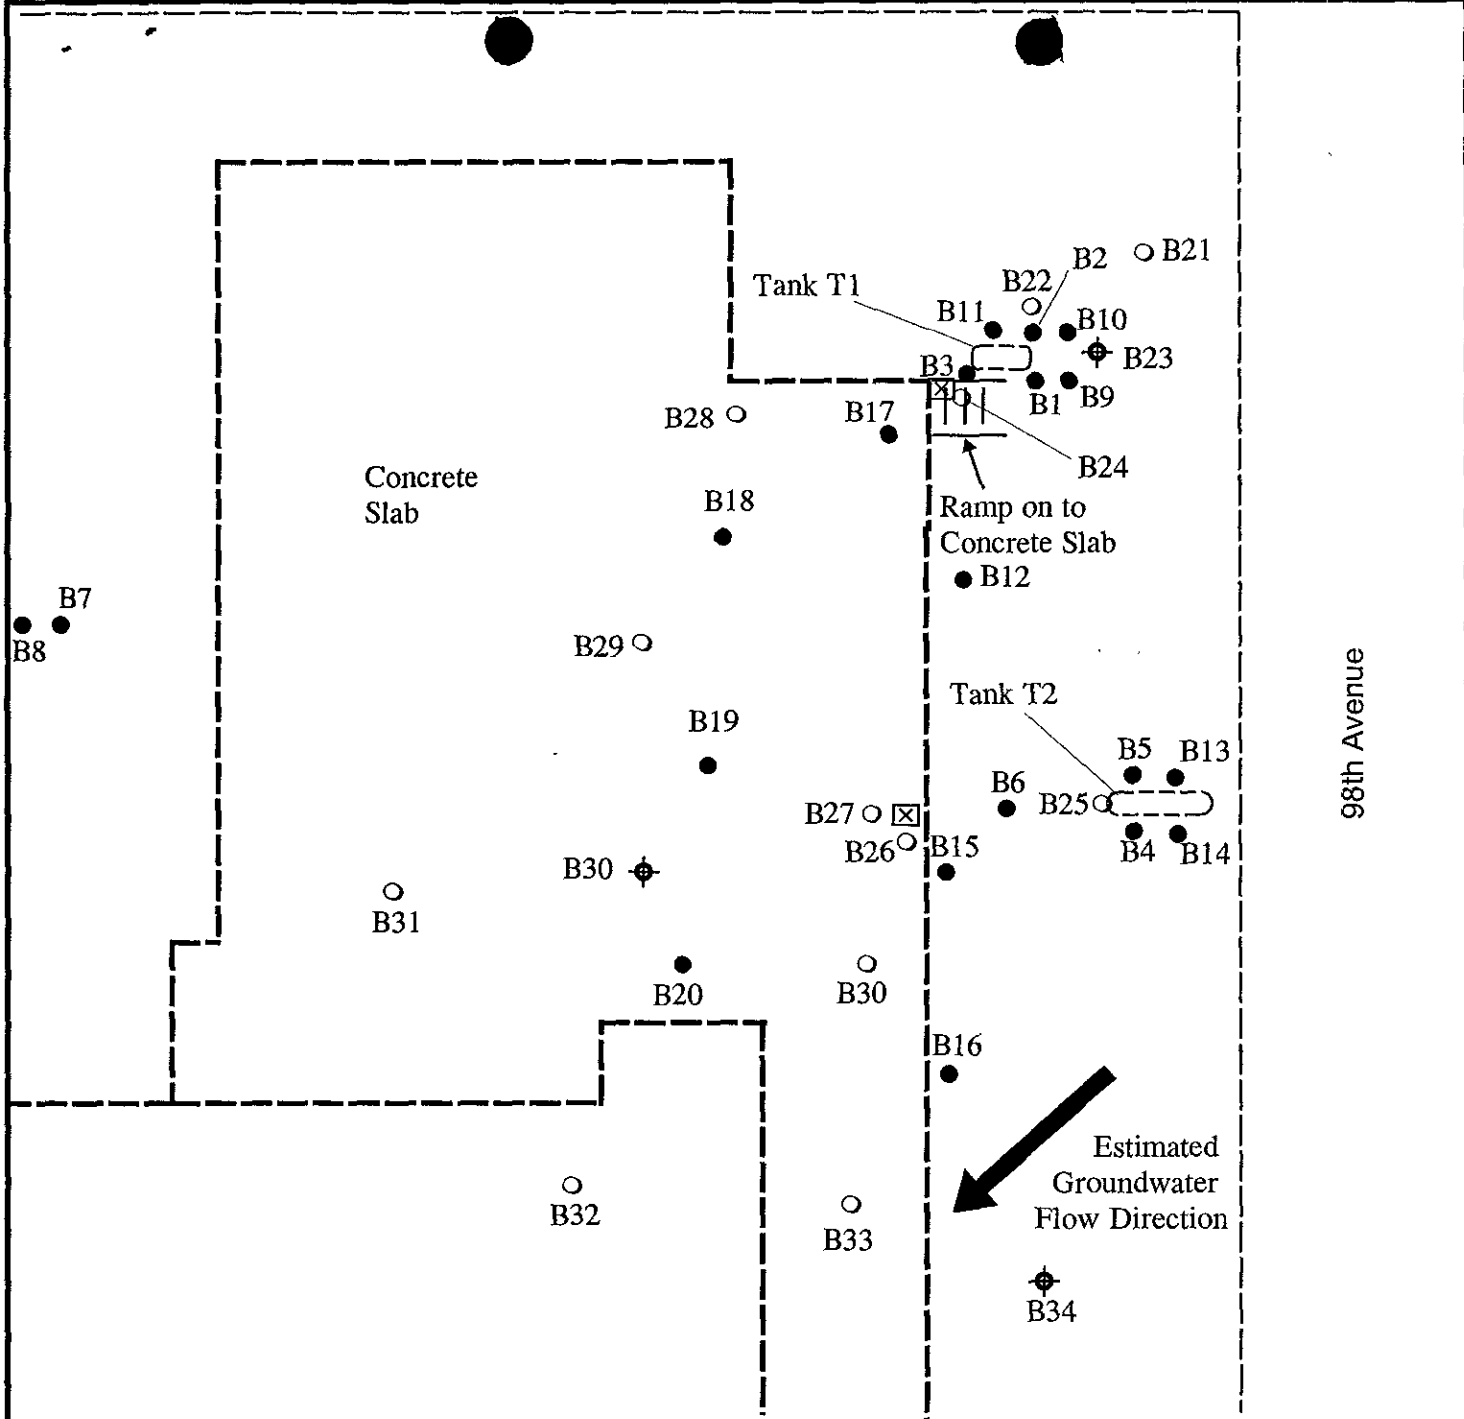 B21
B2
B22
Tank T1
B11
B10
B23
B3
B1
B9
B28
B17
B24
Concrete
Slab
B18
Ramp on to
Concrete Slab
B12
B7
B8
B29
98th Avenue
Tank T2
B19
B5
B13
B6
B25
B27
B26
B15
B4
B14
B30
B31
B20
B30
B16
Estimated
Groundwater
Flow Direction
B32
B33
B34